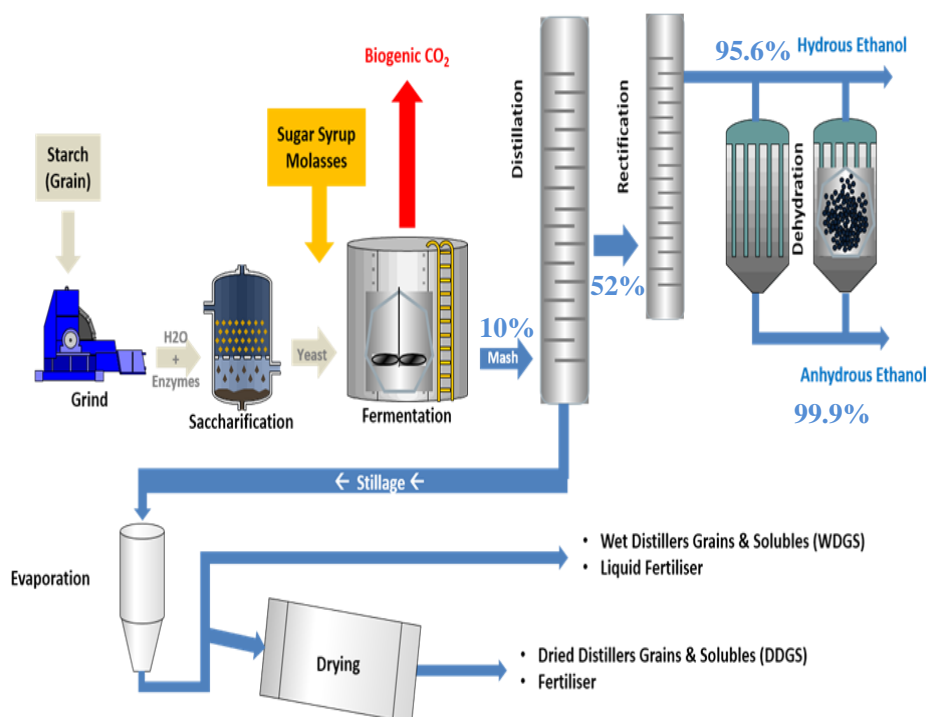 Biogenic CO₂
95.6%
Hydrous Ethanol
Distillation
Rectification
Dehydration
Starch
(Grain)
Sugar Syrup
Molasses
52%
10%
Mash
H2O
+
Enzymes
Yeast
Grind
Saccharification
Fermentation
Anhydrous Ethanol
99.9%
← Stillage ←
Evaporation
• Wet Distillers Grains & Solubles (WDGS)
• Liquid Fertiliser
Drying
• Dried Distillers Grains & Solubles (DDGS)
• Fertiliser